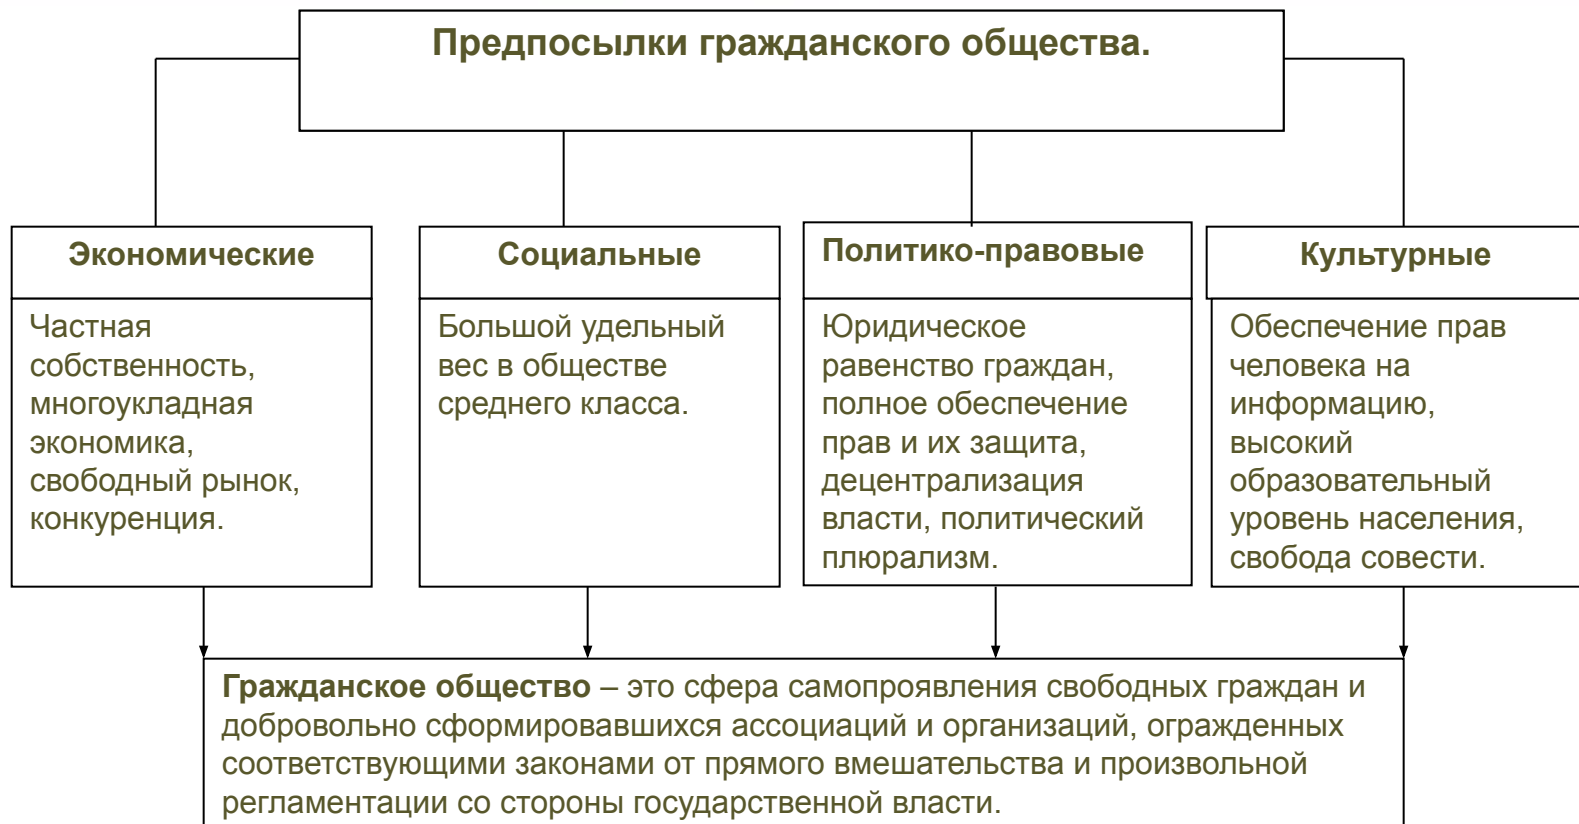 Предпосылки гражданского общества.
Экономические
Частная
собственность,
многоукладная
экономика,
свободный рынок,
конкуренция.
Социальные
Большой удельный
вес в обществе
среднего класса.
Политико-правовые
Юридическое
равенство граждан,
полное обеспечение
прав и их защита,
децентрализация
власти, политический
плюрализм.
Культурные
Обеспечение прав
человека на
информацию,
высокий
образовательный
уровень населения,
свобода совести.
Гражданское общество – это сфера самопроявления свободных граждан и
добровольно сформировавшихся ассоциаций и организаций, огражденных
соответствующими законами от прямого вмешательства и произвольной
регламентации со стороны государственной власти.